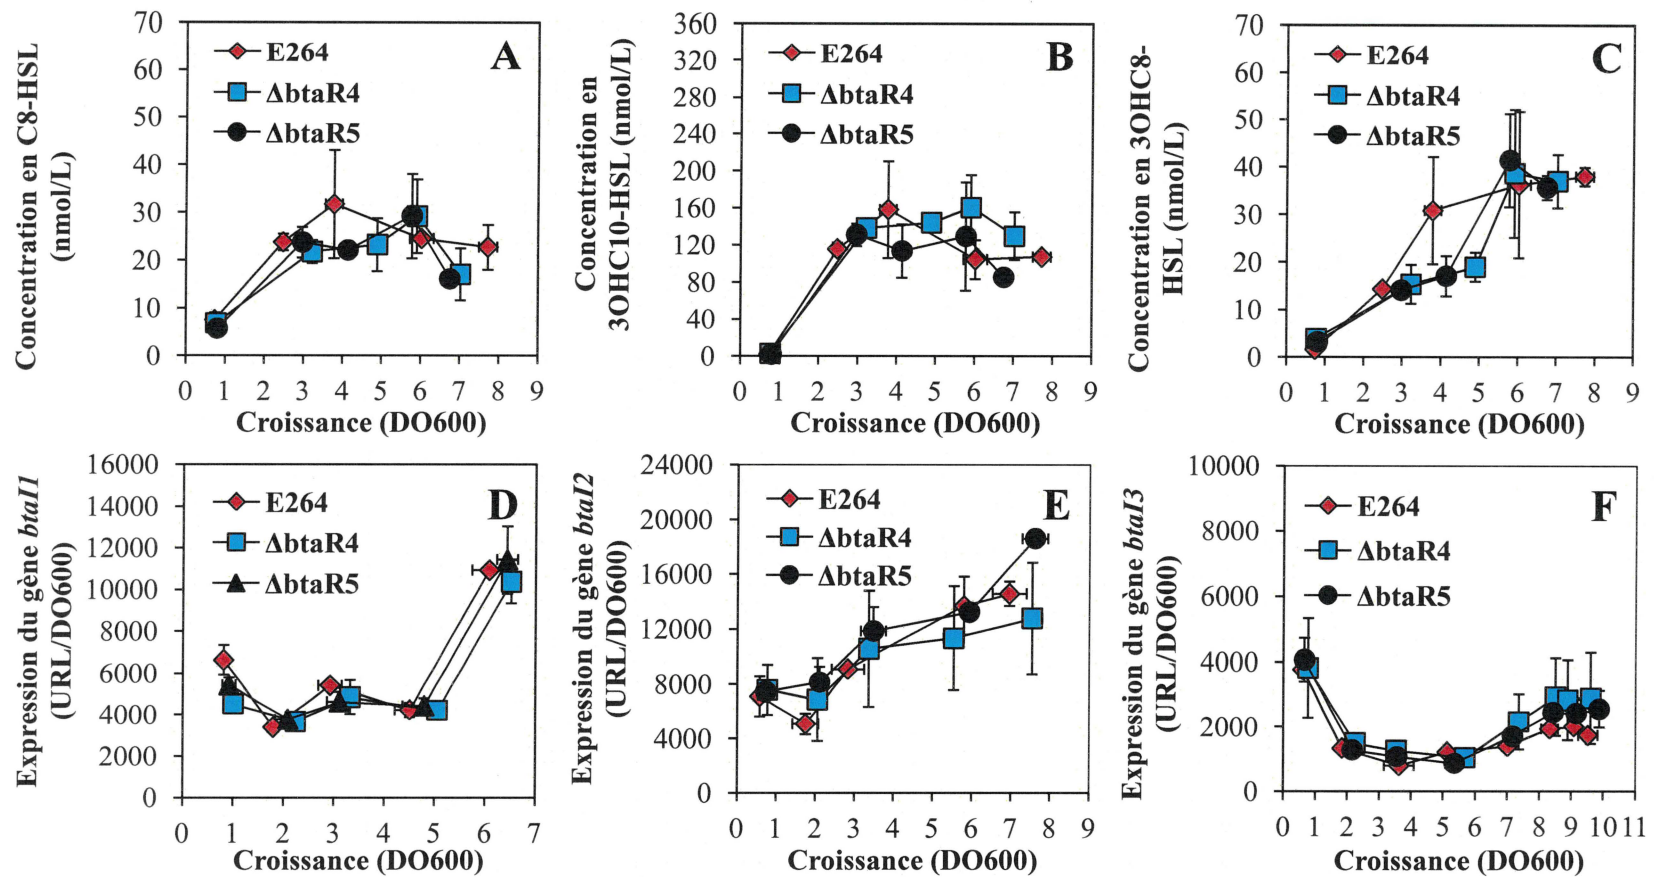 Concentration en C8-HSL
(nmol/L)
70
60
50
40
30
20
10
0
E264
ΔbtaR4
ΔbtaR5
A
0 1 2 3 4 5 6 7 8 9
Croissance (DO600)
Concentration en
3OHC10-HSL (nmol/L)
360
320
280
240
200
160
120
80
40
0
E264
ΔbtaR4
ΔbtaR5
B
0 1 2 3 4 5 6 7 8 9
Croissance (DO600)
Concentration en 3OHC8-
HSL (nmol/L)
70
60
50
40
30
20
10
0
E264
ΔbtaR4
ΔbtaR5
C
0 1 2 3 4 5 6 7 8 9
Croissance (DO600)
Expression du gène btaI1
(URL/DO600)
16000
14000
12000
10000
8000
6000
4000
2000
0
E264
ΔbtaR4
ΔbtaR5
D
0 1 2 3 4 5 6 7
Croissance (DO600)
Expression du gène btaI2
(URL/DO600)
24000
20000
16000
12000
8000
4000
0
E264
ΔbtaR4
ΔbtaR5
E
0 1 2 3 4 5 6 7 8 9
Croissance (DO600)
Expression du gène btaI3
(URL/DO600)
10000
8000
6000
4000
2000
0
E264
ΔbtaR4
ΔbtaR5
F
0 1 2 3 4 5 6 7 8 9 10 11
Croissance (DO600)